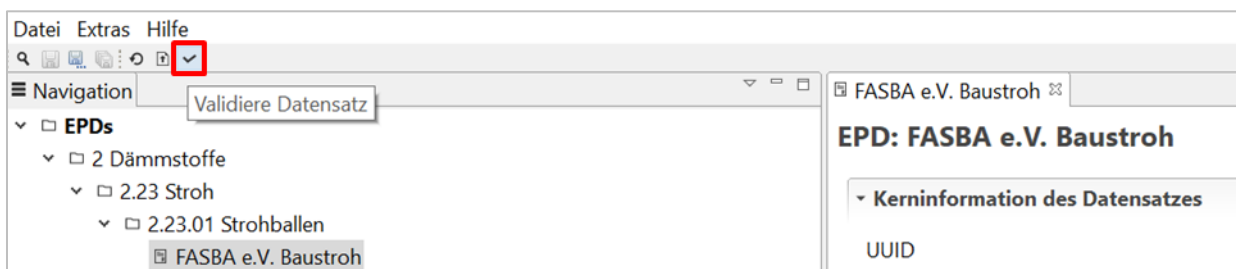 Datei Extras Hilfe
Navigation
Validiere Datensatz
EPDs
2 Dämmstoffe
2.23 Stroh
2.23.01 Strohballen
FASBA e.V. Baustroh
FASBA e.V. Baustroh
EPD: FASBA e.V. Baustroh
Kerninformation des Datensatzes
UUID